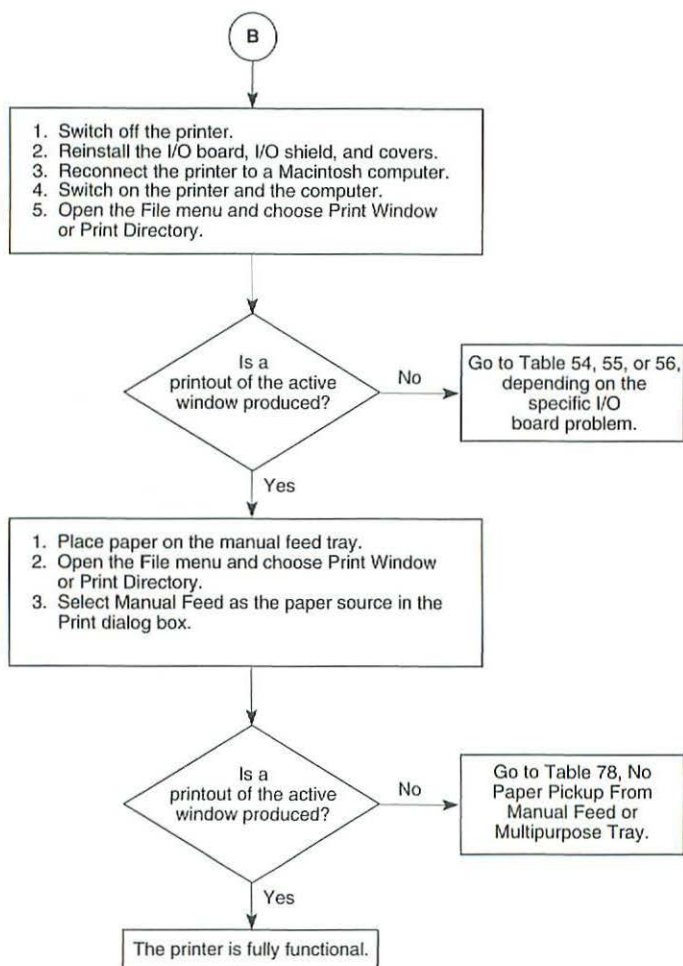 B
1. Switch off the printer.
2. Reinstall the I/O board, I/O shield, and covers.
3. Reconnect the printer to a Macintosh computer.
4. Switch on the printer and the computer.
5. Open the File menu and choose Print Window
or Print Directory.
Is a
printout of the active
window produced?
No
Go to Table 54, 55, or 56,
depending on the
specific I/O
board problem.
Yes
1. Place paper on the manual feed tray.
2. Open the File menu and choose Print Window
or Print Directory.
3. Select Manual Feed as the paper source in the
Print dialog box.
Is a
printout of the active
window produced?
No
Go to Table 78, No
Paper Pickup From
Manual Feed or
Multipurpose Tray.
Yes
The printer is fully functional.